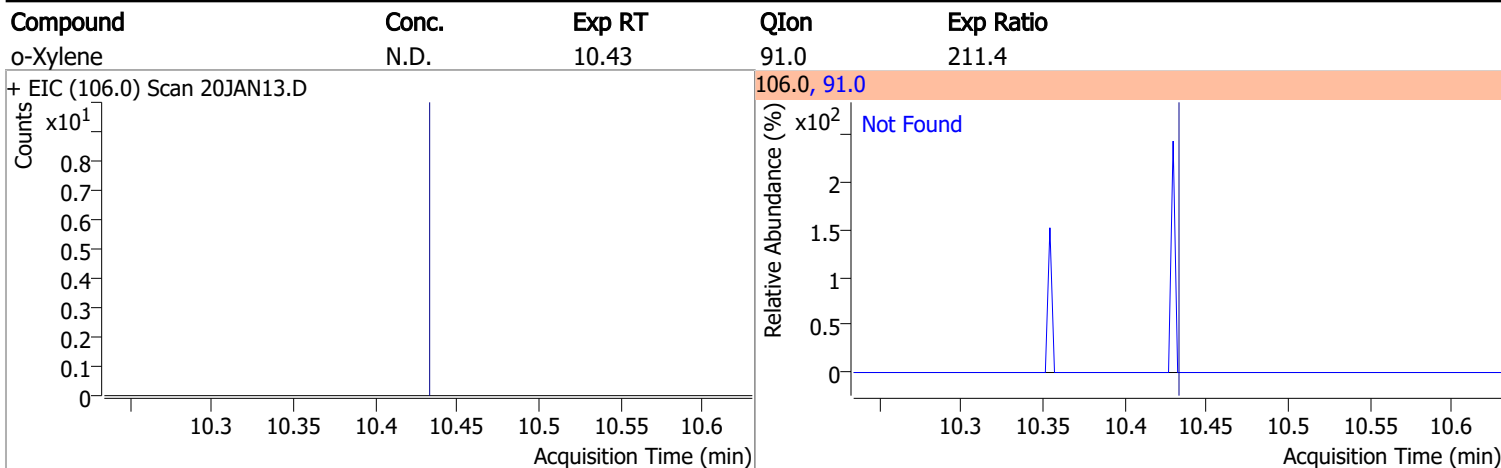 Compound Conc. Exp RT QIon Exp Ratio
o-Xylene N.D. 10.43 91.0 211.4
+ EIC (106.0) Scan 20JAN13.D
Counts
x10¹
0.8
0.7
0.6
0.5
0.4
0.3
0.2
0.1
0
10.3 10.35 10.4 10.45 10.5 10.55 10.6
Acquisition Time (min)
106.0, 91.0
Relative Abundance (%)
x10²
Not Found
2
1.5
1
0.5
0
10.3 10.35 10.4 10.45 10.5 10.55 10.6
Acquisition Time (min)